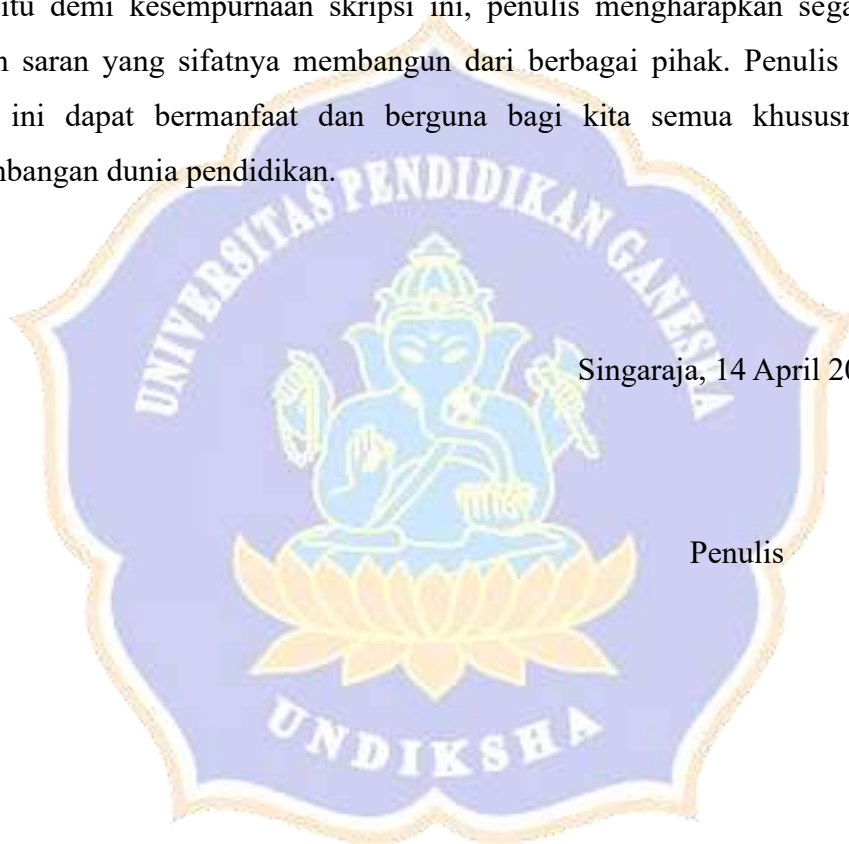 itu demi kesempurnaan skripsi ini, penulis mengharapkan sega
n saran yang sifatnya membangun dari berbagai pihak. Penulis
ini dapat bermanfaat dan berguna bagi kita semua khususn
mbangan dunia pendidikan.
UNIVERSITAS PENDIDIKAN GANESHA
Singaraja, 14 April 20
Penulis
UNDIKSHA